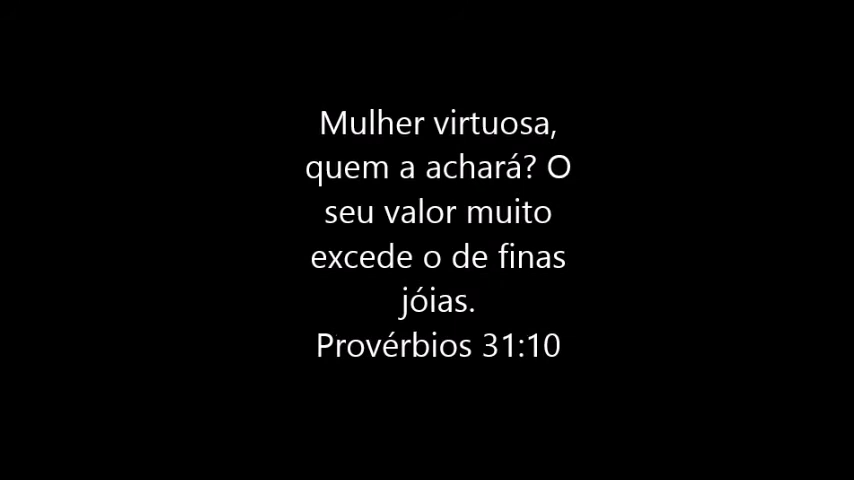 Mulher virtuosa,
quem a achará? O
seu valor muito
excede o de finas
jóias.
Provérbios 31:10